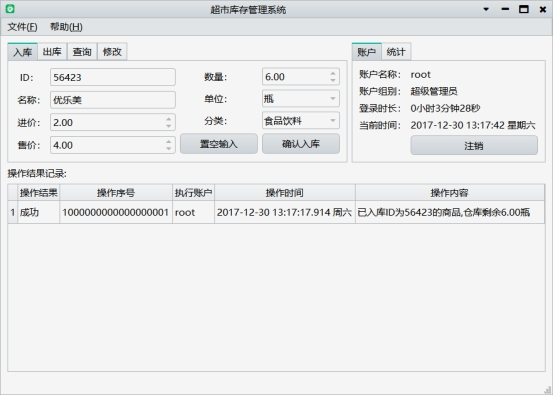 超市库存管理系统
文件(F) 帮助(H)
入库 出库 查询 修改
ID: 56423 数量: 6.00
名称: 优乐美 单位: 瓶
进价: 2.00 分类: 食品饮料
售价: 4.00 置空输入 确认入库
账户 统计
账户名称: root
账户组别: 超级管理员
登录时长: 0小时3分钟28秒
当前时间: 2017-12-30 13:17:42 星期六
注销
操作结果记录:
操作结果 操作序号 执行账户 操作时间 操作内容
1 成功 1000000000000000001 root 2017-12-30 13:17:17.914 周六 已入库ID为56423的商品,仓库剩余6.00瓶